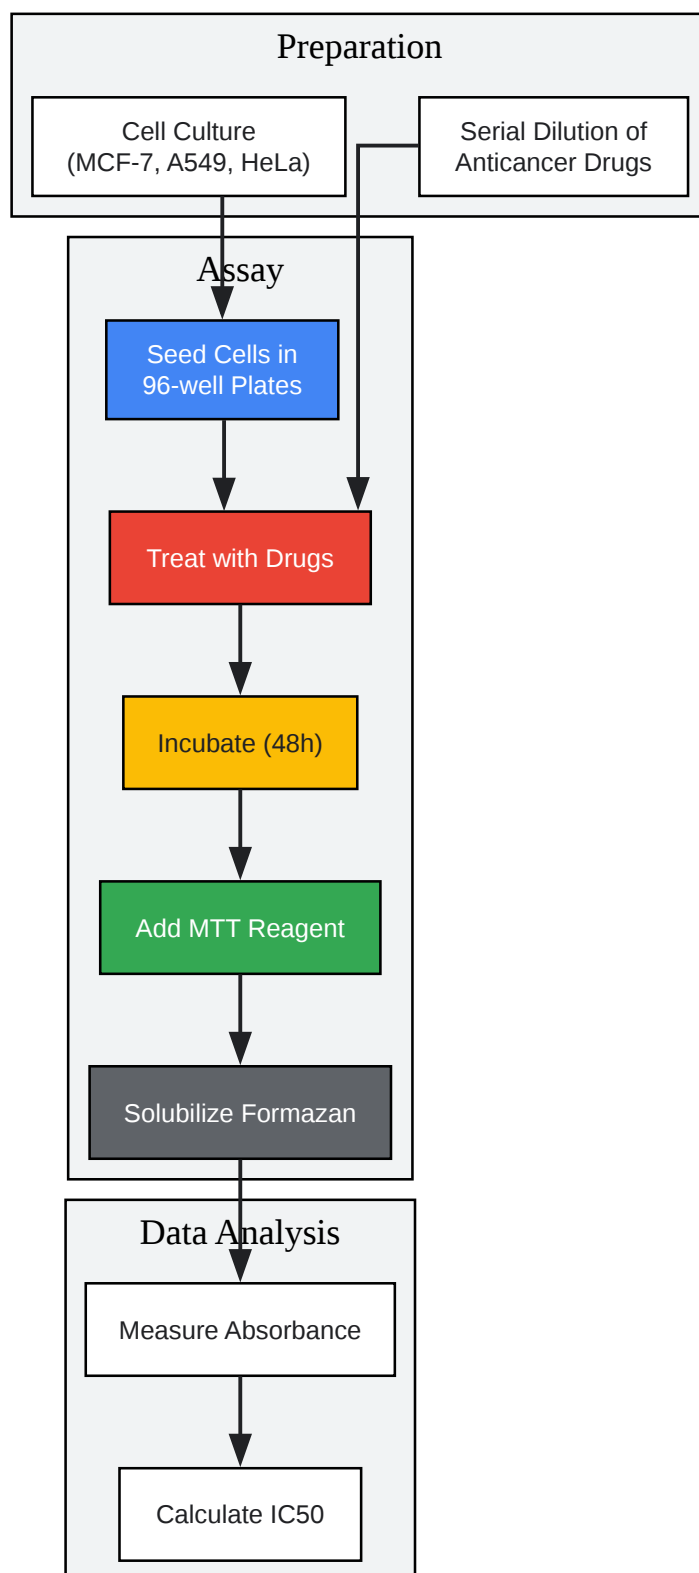 Preparation
Cell Culture
(MCF-7, A549, HeLa)
Serial Dilution of
Anticancer Drugs
Assay
Seed Cells in
96-well Plates
Treat with Drugs
Incubate (48h)
Add MTT Reagent
Solubilize Formazan
Data Analysis
Measure Absorbance
Calculate IC50